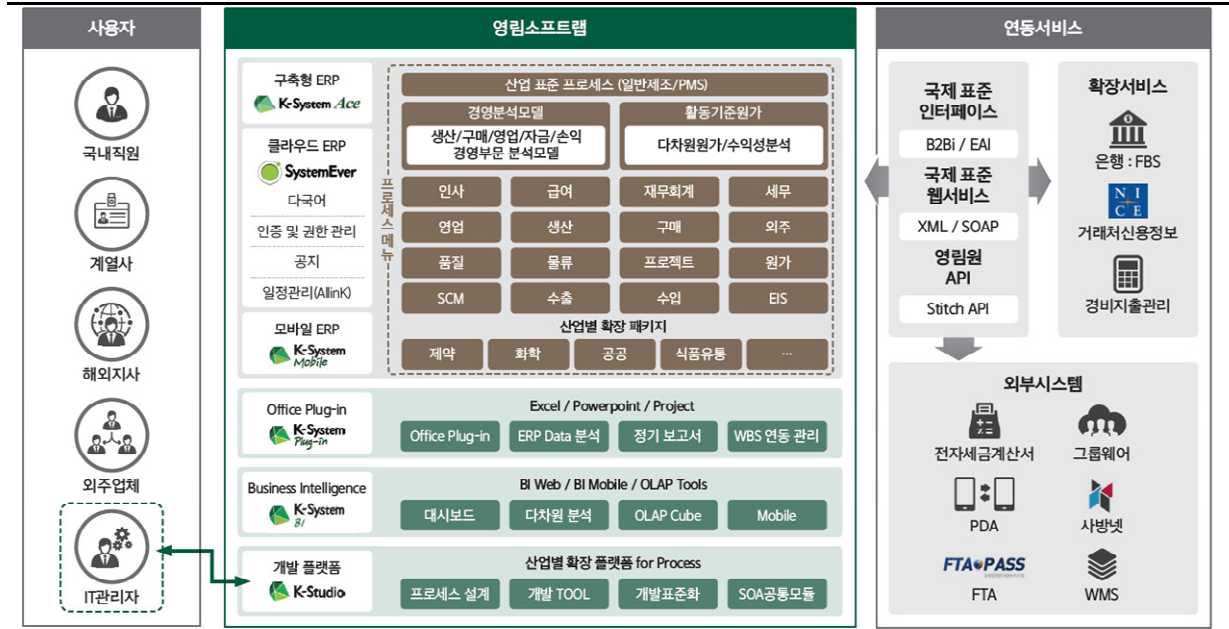 사용자
국내직원
계열사
해외지사
외주업체
IT관리자
영림소프트랩
구축형 ERP
K-System Ace
클라우드 ERP
SystemEver
다국어
인증 및 권한 관리
공지
일정관리(AllinK)
모바일 ERP
K-System
Mobile
프로세스메뉴
산업 표준 프로세스 (일반제조/PMS)
경영분석모델
생산/구매/영업/자금/손익
경영부문 분석모델
활동기준원가
다차원원가/수익성분석
인사 급여 재무회계 세무
영업 생산 구매 외주
품질 물류 프로젝트 원가
SCM 수출 수입 EIS
산업별 확장 패키지
제약 화학 공공 식품유통 ...
Office Plug-in
K-System
Plug-in
Excel / Powerpoint / Project
Office Plug-in ERP Data 분석 정기 보고서 WBS 연동 관리
Business Intelligence
K-System
BI
BI Web / BI Mobile / OLAP Tools
대시보드 다차원 분석 OLAP Cube Mobile
개발 플랫폼
K-Studio
산업별 확장 플랫폼 for Process
프로세스 설계 개발 TOOL 개발표준화 SOA공통모듈
연동서비스
국제 표준
인터페이스
B2Bi / EAI
국제 표준
웹서비스
XML / SOAP
영림원
API
Stitch API
확장서비스
은행 : FBS
NI
CE
거래처신용정보
경비지출관리
외부시스템
전자세금계산서
그룹웨어
PDA
사방넷
FTA PASS
FTA
WMS